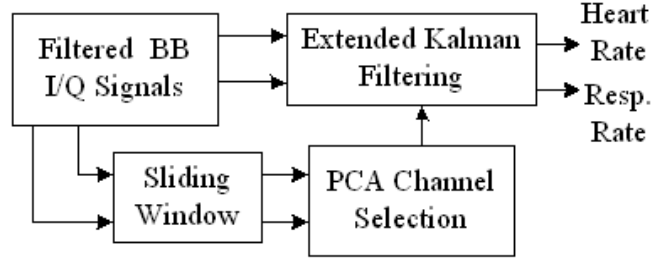 Filtered BB
I/Q Signals
Extended Kalman
Filtering
Heart
Rate
Resp.
Rate
Sliding
Window
PCA Channel
Selection